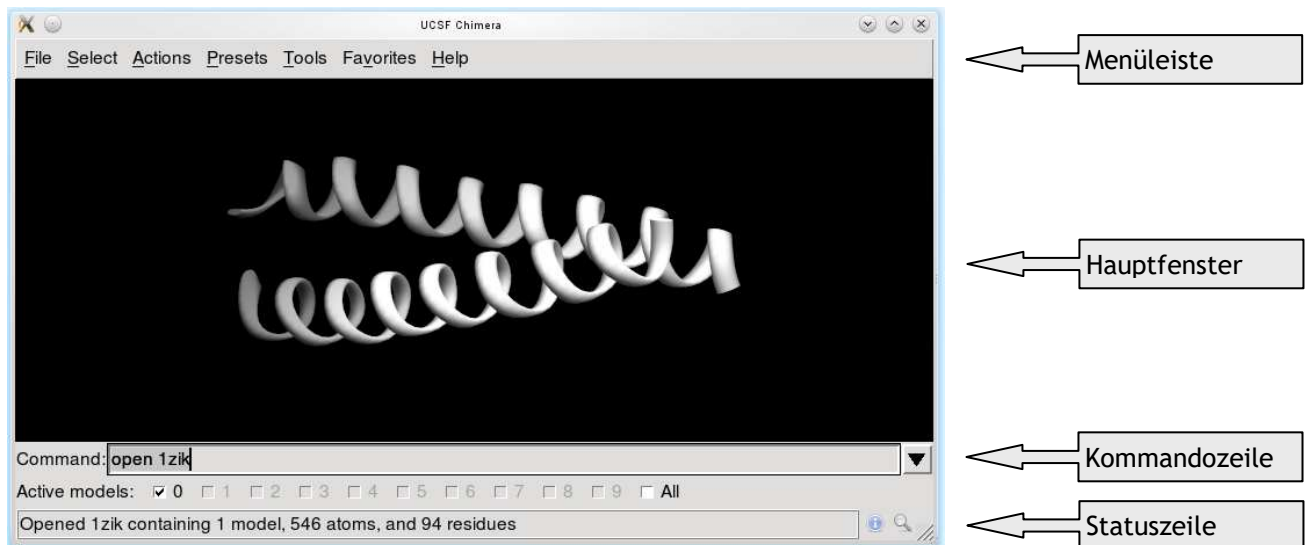 UCSF Chimera
File Select Actions Presets Tools Favorites Help
Menüleiste
Hauptfenster
Command: open 1zik
Kommandozeile
Active models: 0 1 2 3 4 5 6 7 8 9 All
Opened 1zik containing 1 model, 546 atoms, and 94 residues
Statuszeile